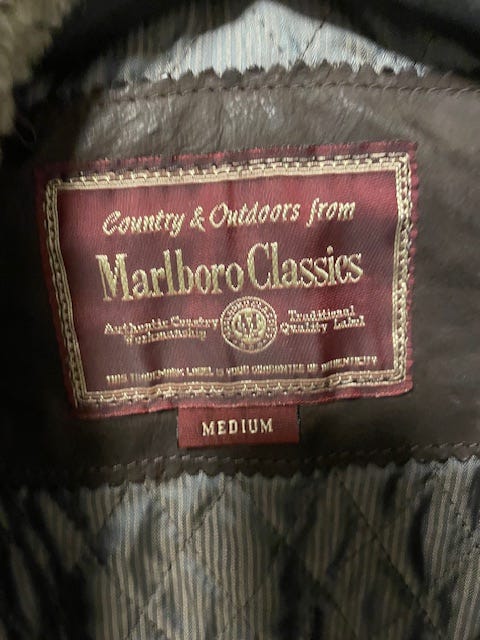 Country & Outdoors from
Marlboro Classics
Authentic Country
Workmanship
Traditional
Quality Label
THIS TRADEMARK LABEL IS YOUR GUARANTEE OF AUTHENTICITY
MEDIUM